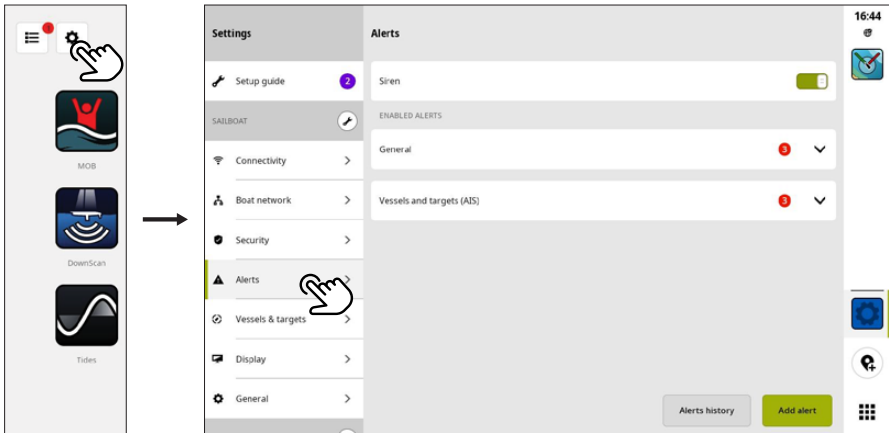 1
MOB
DownScan
Tides
Settings
Setup guide
2
SAILBOAT
Connectivity
Boat network
Security
Alerts
Vessels & targets
Display
General
Alerts
Siren
ENABLED ALERTS
General
3
Vessels and targets (AIS)
3
Alerts history
Add alert
16:44